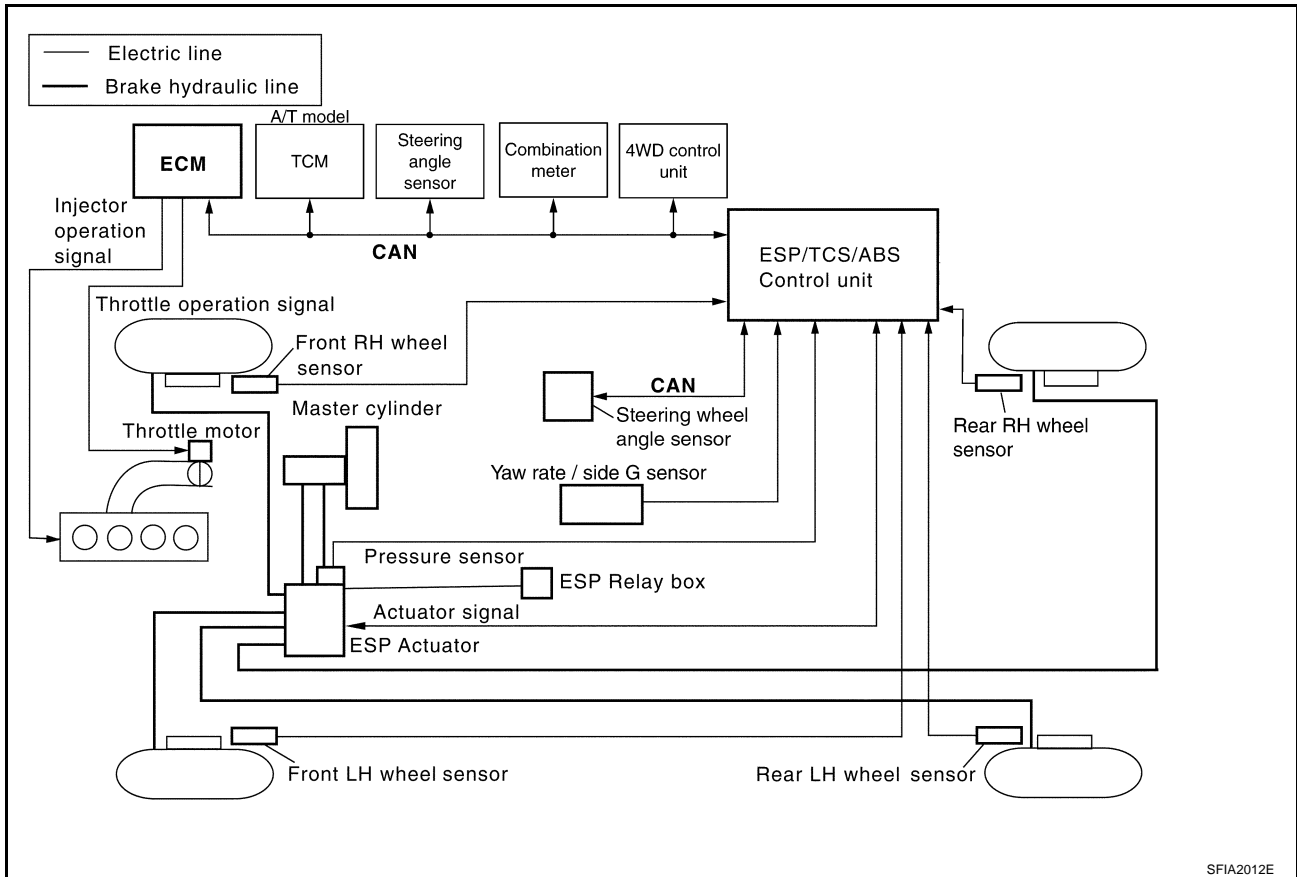 Electric line
Brake hydraulic line
A/T model
ECM
TCM
Steering
angle
sensor
Combination
meter
4WD control
unit
Injector
operation
signal
CAN
ESP/TCS/ABS
Control unit
Throttle operation signal
Front RH wheel
sensor
Master cylinder
CAN
Steering wheel
angle sensor
Rear RH wheel
sensor
Throttle motor
Yaw rate / side G sensor
Pressure sensor
ESP Relay box
Actuator signal
ESP Actuator
Front LH wheel sensor
Rear LH wheel sensor
SFIA2012E